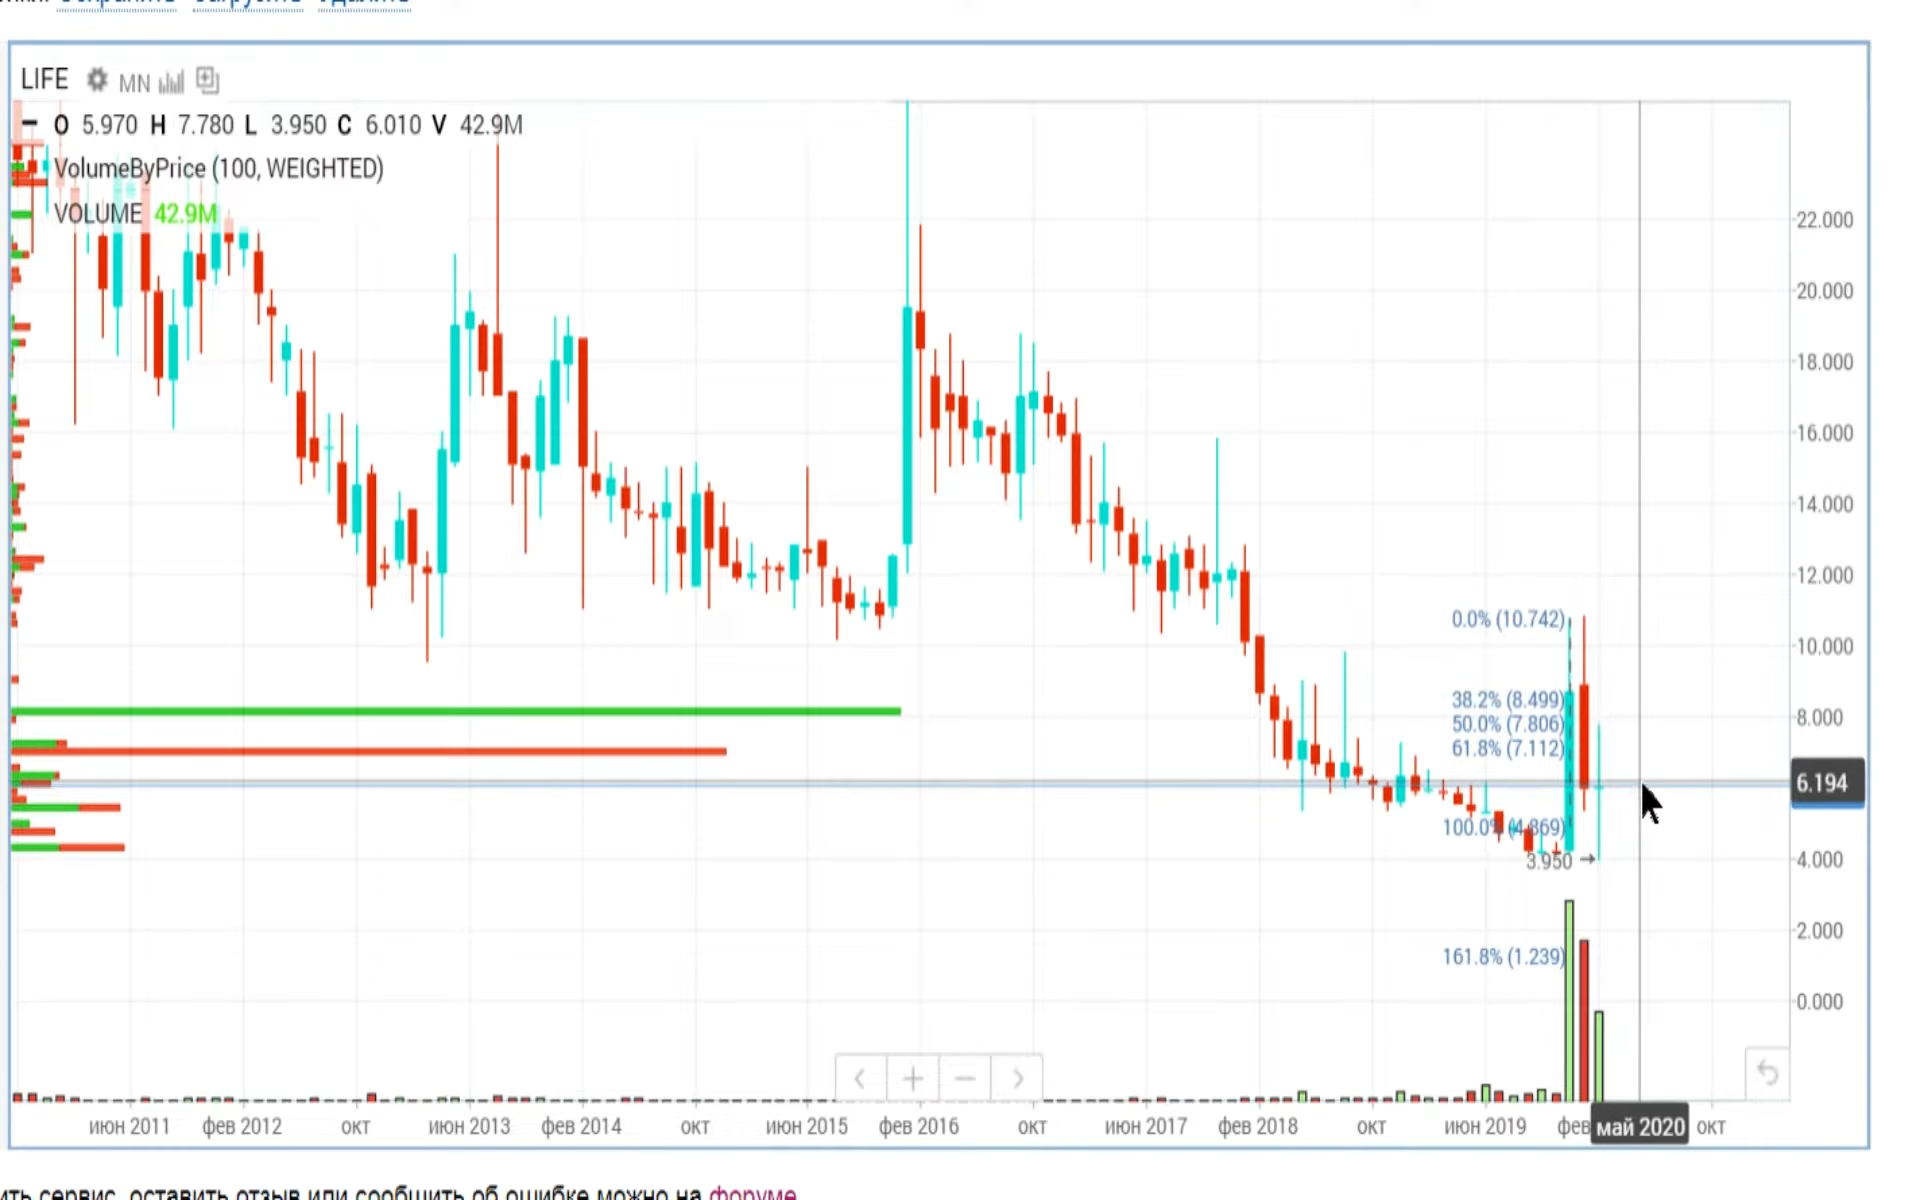 Сохранить Загрузить Удалить
LIFE MN
O 5.970 H 7.780 L 3.950 C 6.010 V 42.9M
VolumeByPrice (100, WEIGHTED)
VOLUME 42.9M
22.000
20.000
18.000
16.000
14.000
12.000
0.0% (10.742)
10.000
38.2% (8.499)
8.000
50.0% (7.806)
61.8% (7.112)
6.194
100.0% (4.869)
3.950
4.000
2.000
161.8% (1.239)
0.000
июн 2011 фев 2012 окт июн 2013 фев 2014 окт июн 2015 фев 2016 окт июн 2017 фев 2018 окт июн 2019 фев май 2020 окт
сервис, оставить отзыв или сообщить об ошибке можно на форуме